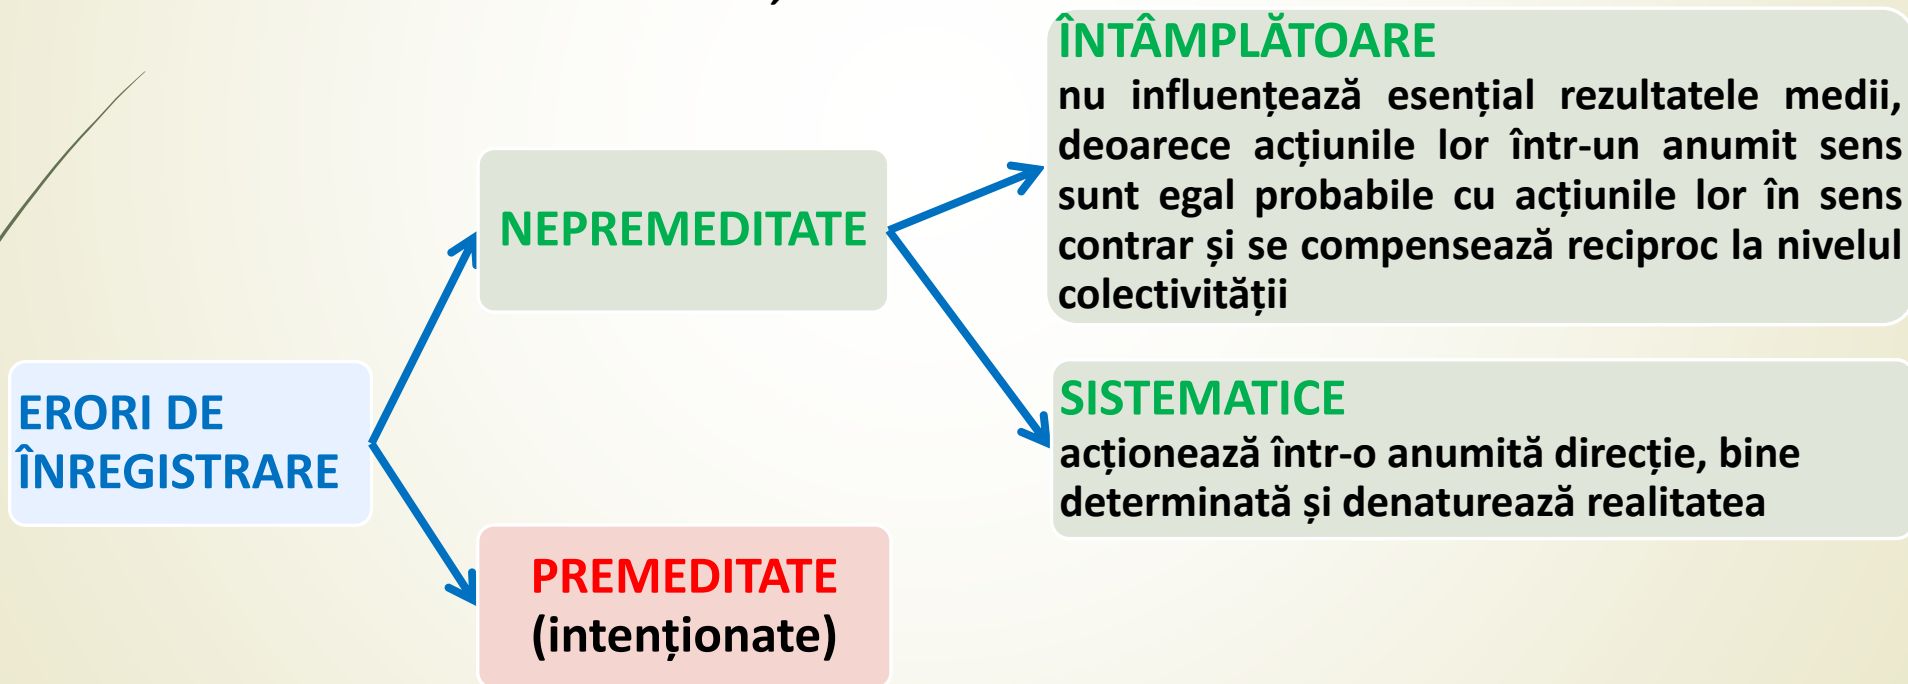 ÎNTÂMPLĂTOARE
nu influențează esențial rezultatele medii,
deoarece acțiunile lor într-un anumit sens
sunt egal probabile cu acțiunile lor în sens
contrar și se compensează reciproc la nivelul
colectivității
NEPREMEDITATE
ERORI DE
ÎNREGISTRARE
SISTEMATICE
acționează într-o anumită direcție, bine
determinată și denaturează realitatea
PREMEDITATE
(intenționate)